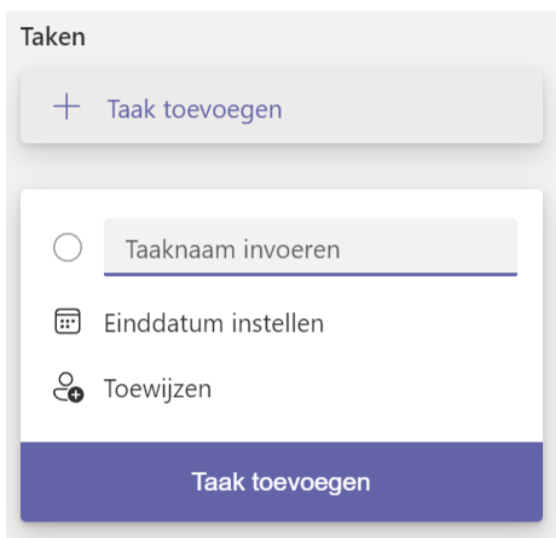 Taken
Taak toevoegen
Taaknaam invoeren
Einddatum instellen
Toewijzen
Taak toevoegen